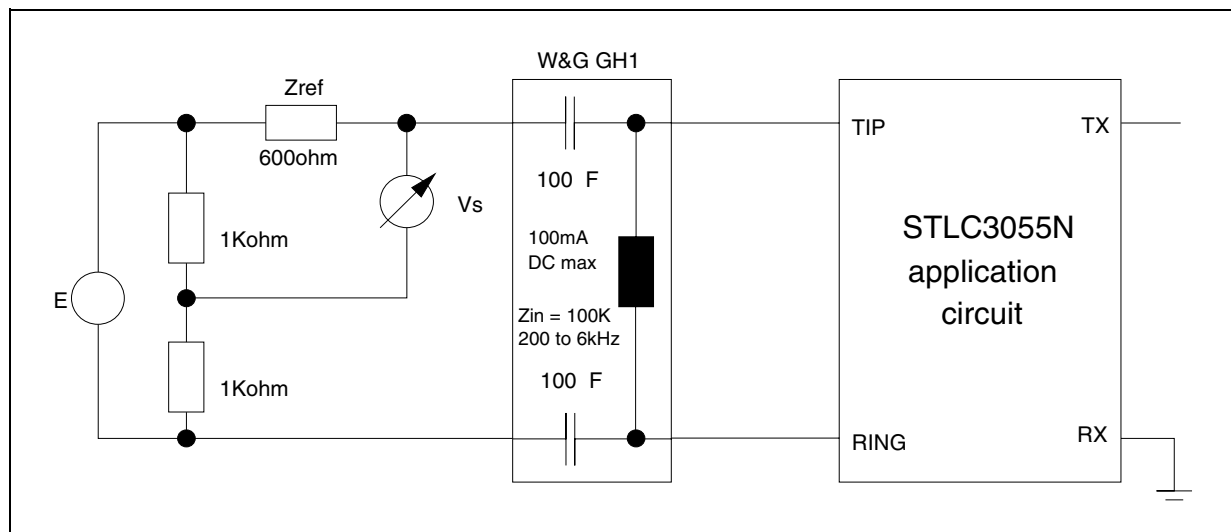 W&G GH1
Zref
600ohm
TIP
TX
100 F
Vs
1Kohm
100mA
DC max
STLC3055N
application
circuit
E
Zin = 100K
200 to 6kHz
1Kohm
100 F
RING
RX